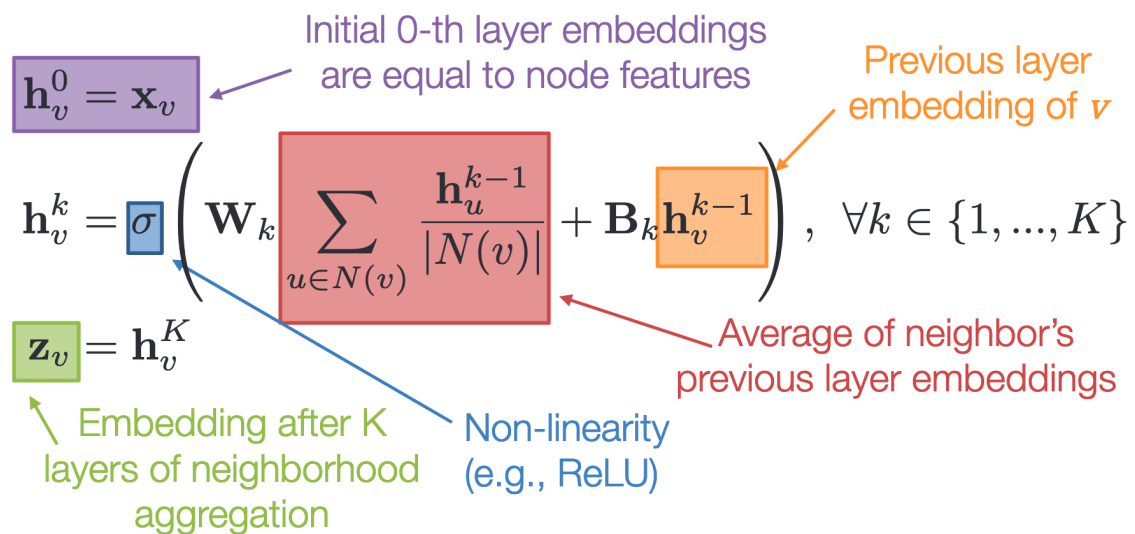 Initial 0-th layer embeddings
are equal to node features
Previous layer
embedding of v
h_v^0 = x_v
h_v^k = σ ( W_k ∑_{u∈N(v)} h_u^{k−1} / |N(v)| + B_k h_v^{k−1} ) , ∀k ∈ {1, ..., K}
z_v = h_v^K
Average of neighbor's
previous layer embeddings
Embedding after K
layers of neighborhood
aggregation
Non-linearity
(e.g., ReLU)